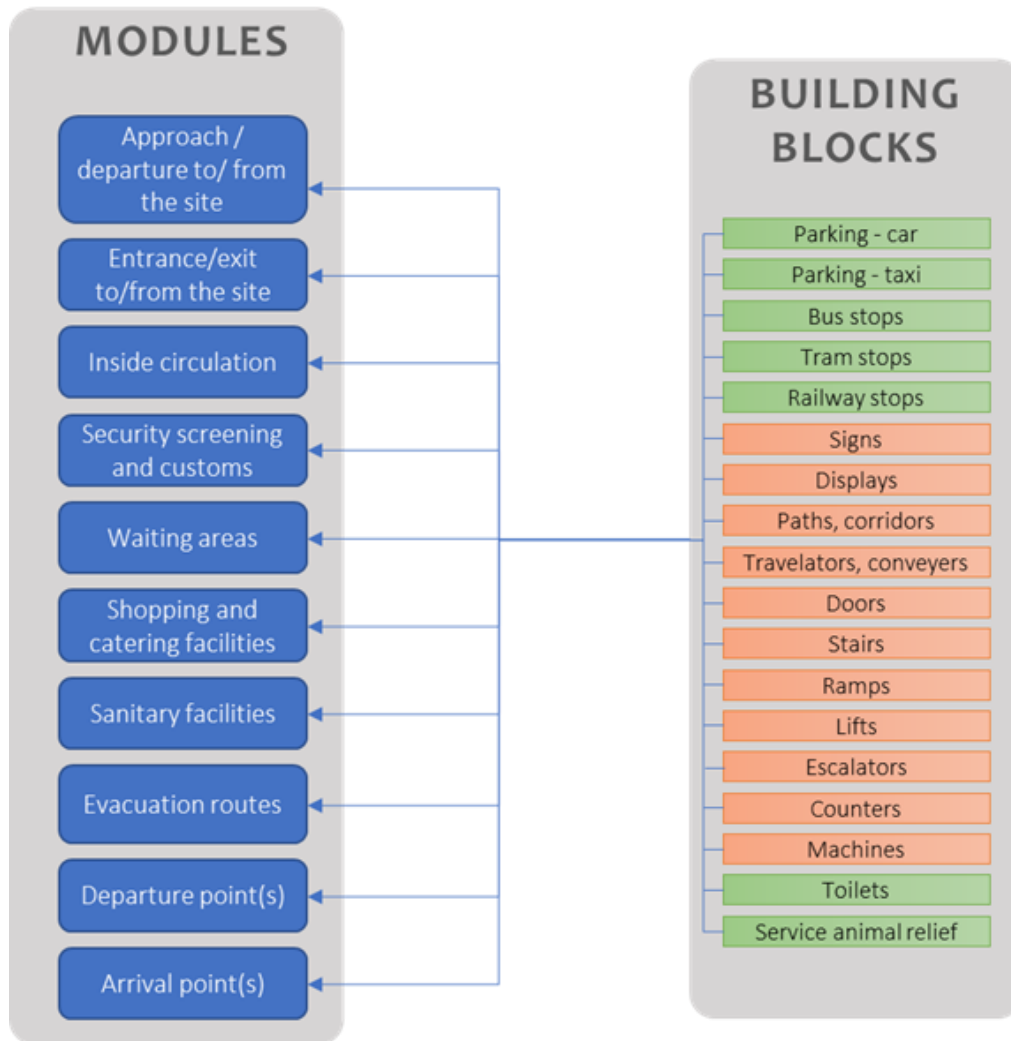 MODULES
Approach /
departure to/ from
the site
Entrance/exit
to/from the site
Inside circulation
Security screening
and customs
Waiting areas
Shopping and
catering facilities
Sanitary facilities
Evacuation routes
Departure point(s)
Arrival point(s)
BUILDING
BLOCKS
Parking - car
Parking - taxi
Bus stops
Tram stops
Railway stops
Signs
Displays
Paths, corridors
Travelators, conveyers
Doors
Stairs
Ramps
Lifts
Escalators
Counters
Machines
Toilets
Service animal relief